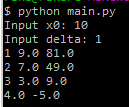 $ python main.py
Input x0: 10
Input delta: 1
1 9.0 81.0
2 7.0 49.0
3 3.0 9.0
4.0 -5.0